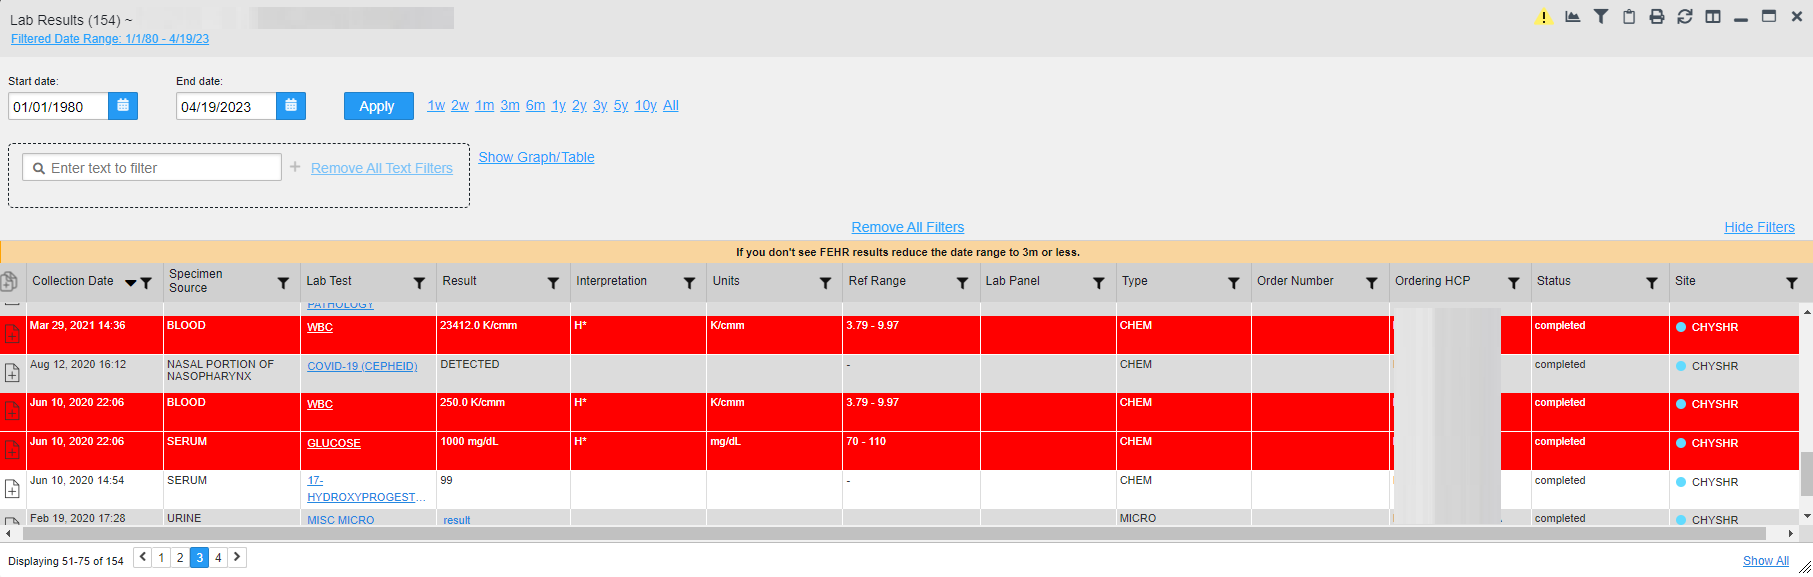 Lab Results (154) ~
Filtered Date Range: 1/1/80 - 4/19/23
Start date:
End date:
01/01/1980
04/19/2023
Apply
1w 2w 1m 3m 6m 1y 2y 3y 5y 10y All
Enter text to filter
+ Remove All Text Filters
Show Graph/Table
Remove All Filters
Hide Filters
If you don't see FEHR results reduce the date range to 3m or less.
Collection Date Specimen Source Lab Test Result Interpretation Units Ref Range Lab Panel Type Order Number Ordering HCP Status Site
PATHOLOGY
Mar 29, 2021 14:36 BLOOD WBC 23412.0 K/cmm H* K/cmm 3.79 - 9.97 CHEM completed CHYSHR
Aug 12, 2020 16:12 NASAL PORTION OF COVID-19 (CEPHEID) DETECTED - CHEM completed CHYSHR
NASOPHARYNX
Jun 10, 2020 22:06 BLOOD WBC 250.0 K/cmm H* K/cmm 3.79 - 9.97 CHEM completed CHYSHR
Jun 10, 2020 22:06 SERUM GLUCOSE 1000 mg/dL H* mg/dL 70 - 110 CHEM completed CHYSHR
Jun 10, 2020 14:54 SERUM 17- 99 - CHEM completed CHYSHR
HYDROXYPROGEST...
Feb 19, 2020 17:28 URINE MISC MICRO result MICRO completed CHYSHR
Displaying 51-75 of 154
1 2 3 4
Show All